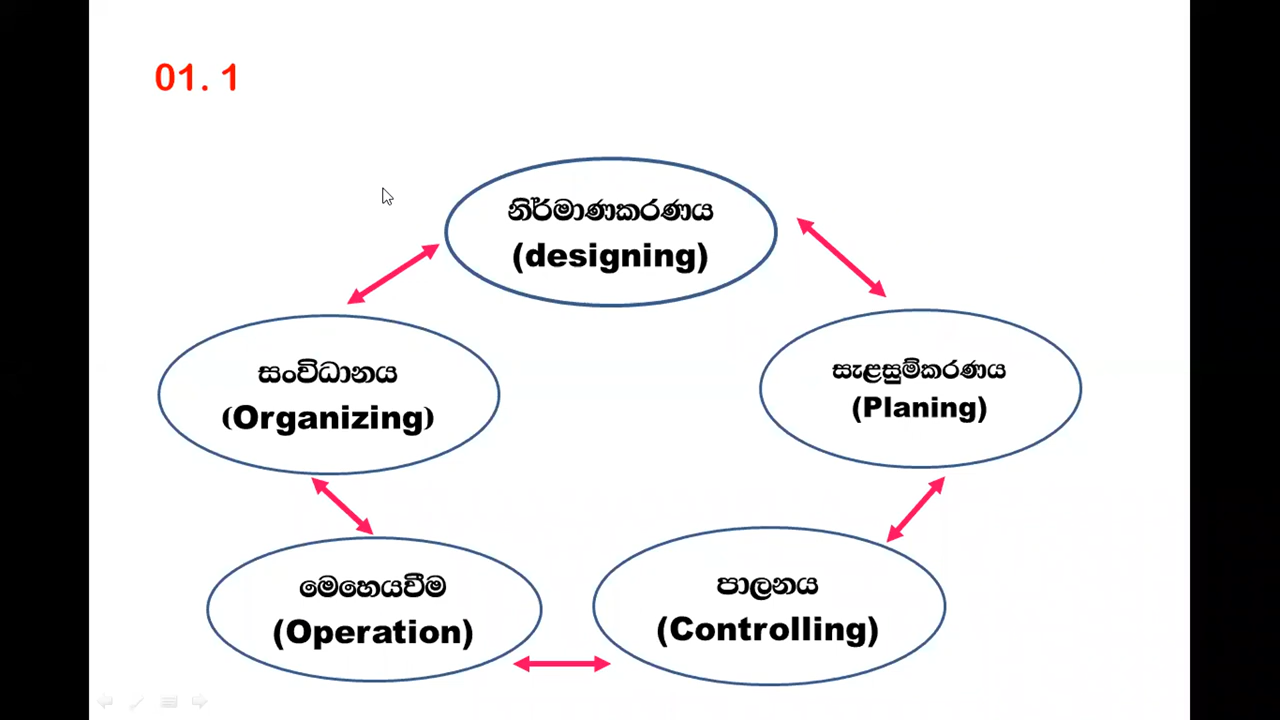 01. 1
නිර්මාණකරණය
(designing)
සංවිධානය
(Organizing)
සැළසුම්කරණය
(Planing)
මෙහෙයවීම
(Operation)
පාලනය
(Controlling)